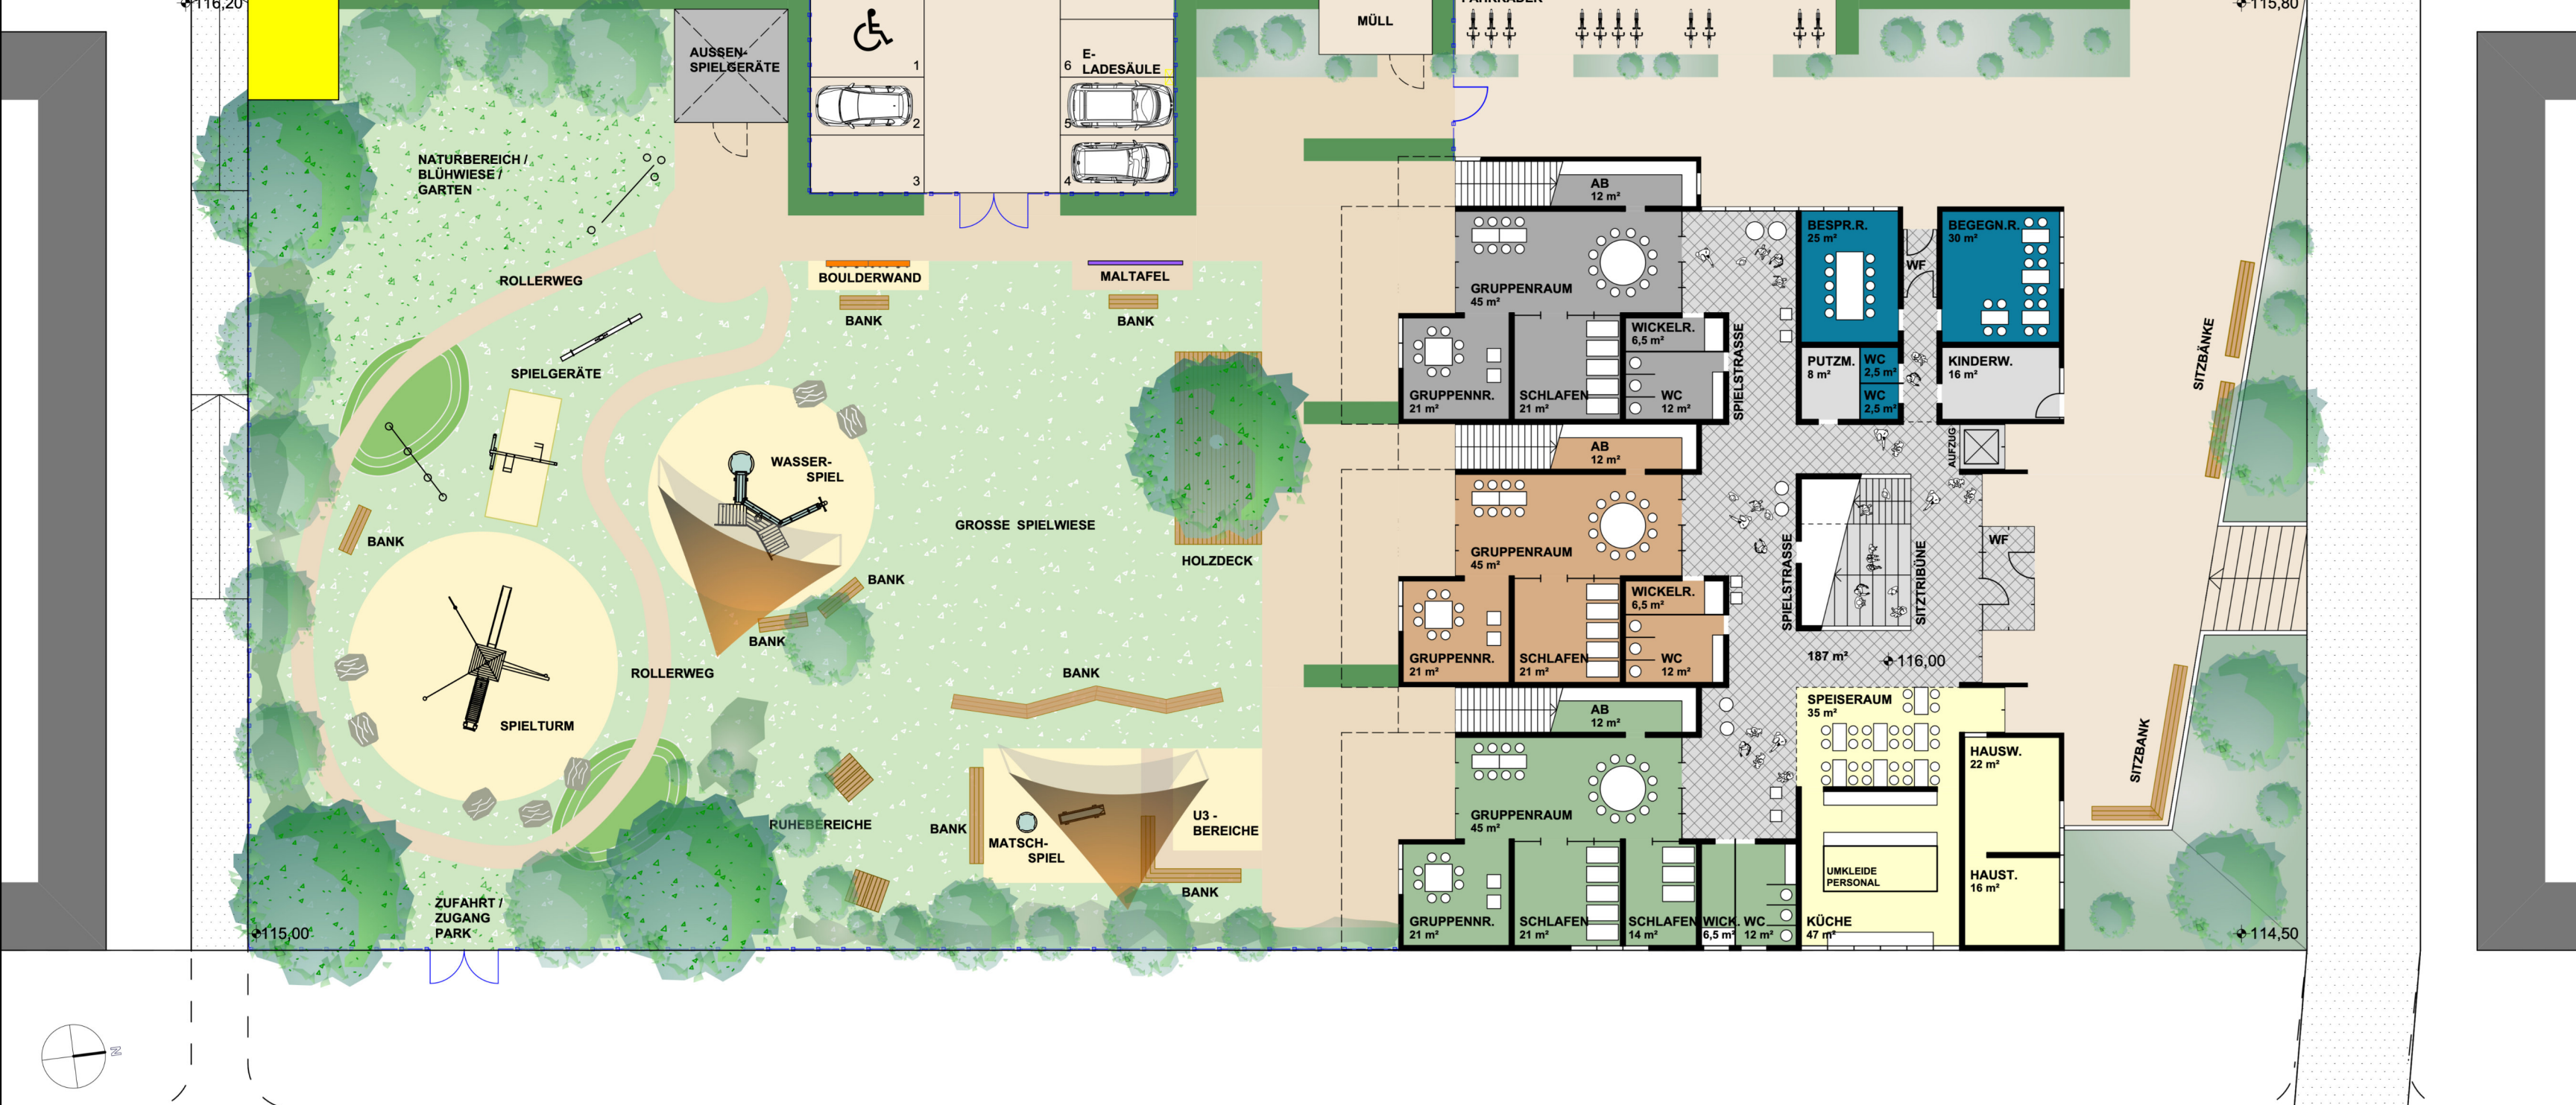 116,20
115,80
FAHRRÄDER
MÜLL
AUSSEN-
SPIELGERÄTE
1
6
E-
LADESÄULE
2
5
3
4
NATURBEREICH /
BLÜHWIESE /
GARTEN
ROLLERWEG
BOULDERWAND
BANK
MALTAFEL
BANK
SPIELGERÄTE
WASSER-
SPIEL
GROSSE SPIELWIESE
HOLZDECK
BANK
BANK
BANK
ROLLERWEG
BANK
SPIELTURM
RUHEBEREICHE
BANK
MATSCH-
SPIEL
U3 -
BEREICHE
BANK
ZUFAHRT /
ZUGANG
PARK
115,00
N
AB
12 m²
GRUPPENRAUM
45 m²
GRUPPENNR.
21 m²
SCHLAFEN
21 m²
WICKELR.
6,5 m²
WC
12 m²
SPIELSTRASSE
BESPR.R.
25 m²
WF
BEGEGN.R.
30 m²
PUTZM.
8 m²
WC
2,5 m²
WC
2,5 m²
KINDERW.
16 m²
AUFZUG
AB
12 m²
GRUPPENRAUM
45 m²
GRUPPENNR.
21 m²
SCHLAFEN
21 m²
WICKELR.
6,5 m²
WC
12 m²
SPIELSTRASSE
SITZTRIBÜNE
WF
187 m²
116,00
AB
12 m²
GRUPPENRAUM
45 m²
GRUPPENNR.
21 m²
SCHLAFEN
21 m²
SCHLAFEN
14 m²
WICK.
6,5 m²
WC
12 m²
SPEISERAUM
35 m²
UMKLEIDE
PERSONAL
KÜCHE
47 m²
HAUSW.
22 m²
HAUST.
16 m²
SITZBÄNKE
SITZBANK
114,50